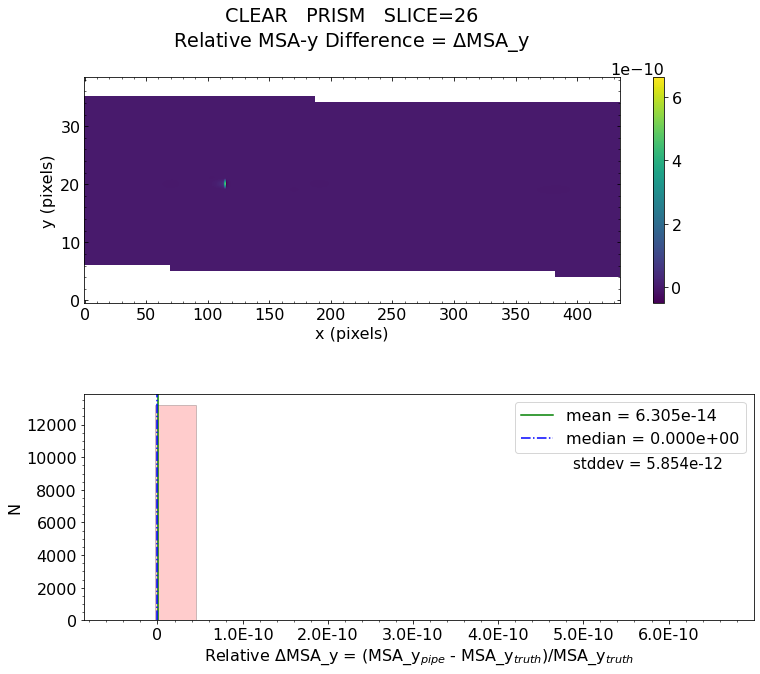 CLEAR PRISM SLICE=26
Relative MSA-y Difference = ΔMSA_y
1e−10
6
4
2
0
30
20
10
0
y (pixels)
0 50 100 150 200 250 300 350 400
x (pixels)
12000
10000
8000
6000
4000
2000
0
N
mean = 6.305e-14
median = 0.000e+00
stddev = 5.854e-12
0 1.0E-10 2.0E-10 3.0E-10 4.0E-10 5.0E-10 6.0E-10
Relative ΔMSA_y = (MSA_y_pipe - MSA_y_truth)/MSA_y_truth